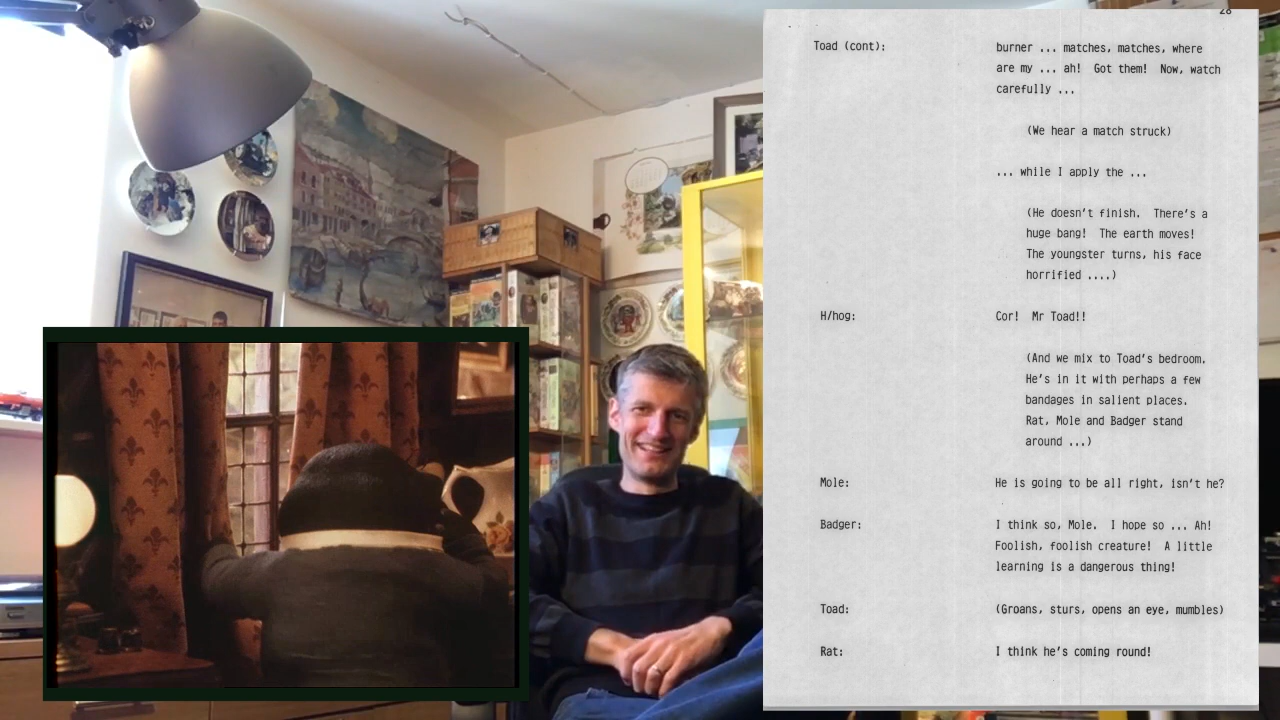 28
Toad (cont):
burner ... matches, matches, where
are my ... ah! Got them! Now, watch
carefully ...
(We hear a match struck)
... while I apply the ...
(He doesn't finish. There's a
huge bang! The earth moves!
The youngster turns, his face
horrified ....)
H/hog:
Cor! Mr Toad!!
(And we mix to Toad's bedroom.
He's in it with perhaps a few
bandages in salient places.
Rat, Mole and Badger stand
around ...)
Mole:
He is going to be all right, isn't he?
Badger:
I think so, Mole. I hope so ... Ah!
Foolish, foolish creature! A little
learning is a dangerous thing!
Toad:
(Groans, sturs, opens an eye, mumbles)
Rat:
I think he's coming round!